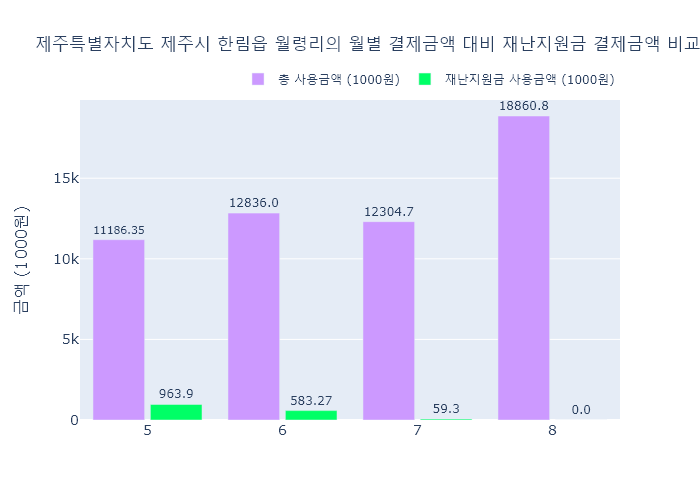 제주특별자치도 제주시 한림읍 월령리의 월별 결제금액 대비 재난지원금 결제금액 비교
총 사용금액 (1000원) 재난지원금 사용금액 (1000원)
금액 (1000원)
15k
10k
5k
0
11186.35
963.9
12836.0
583.27
12304.7
59.3
18860.8
0.0
5 6 7 8